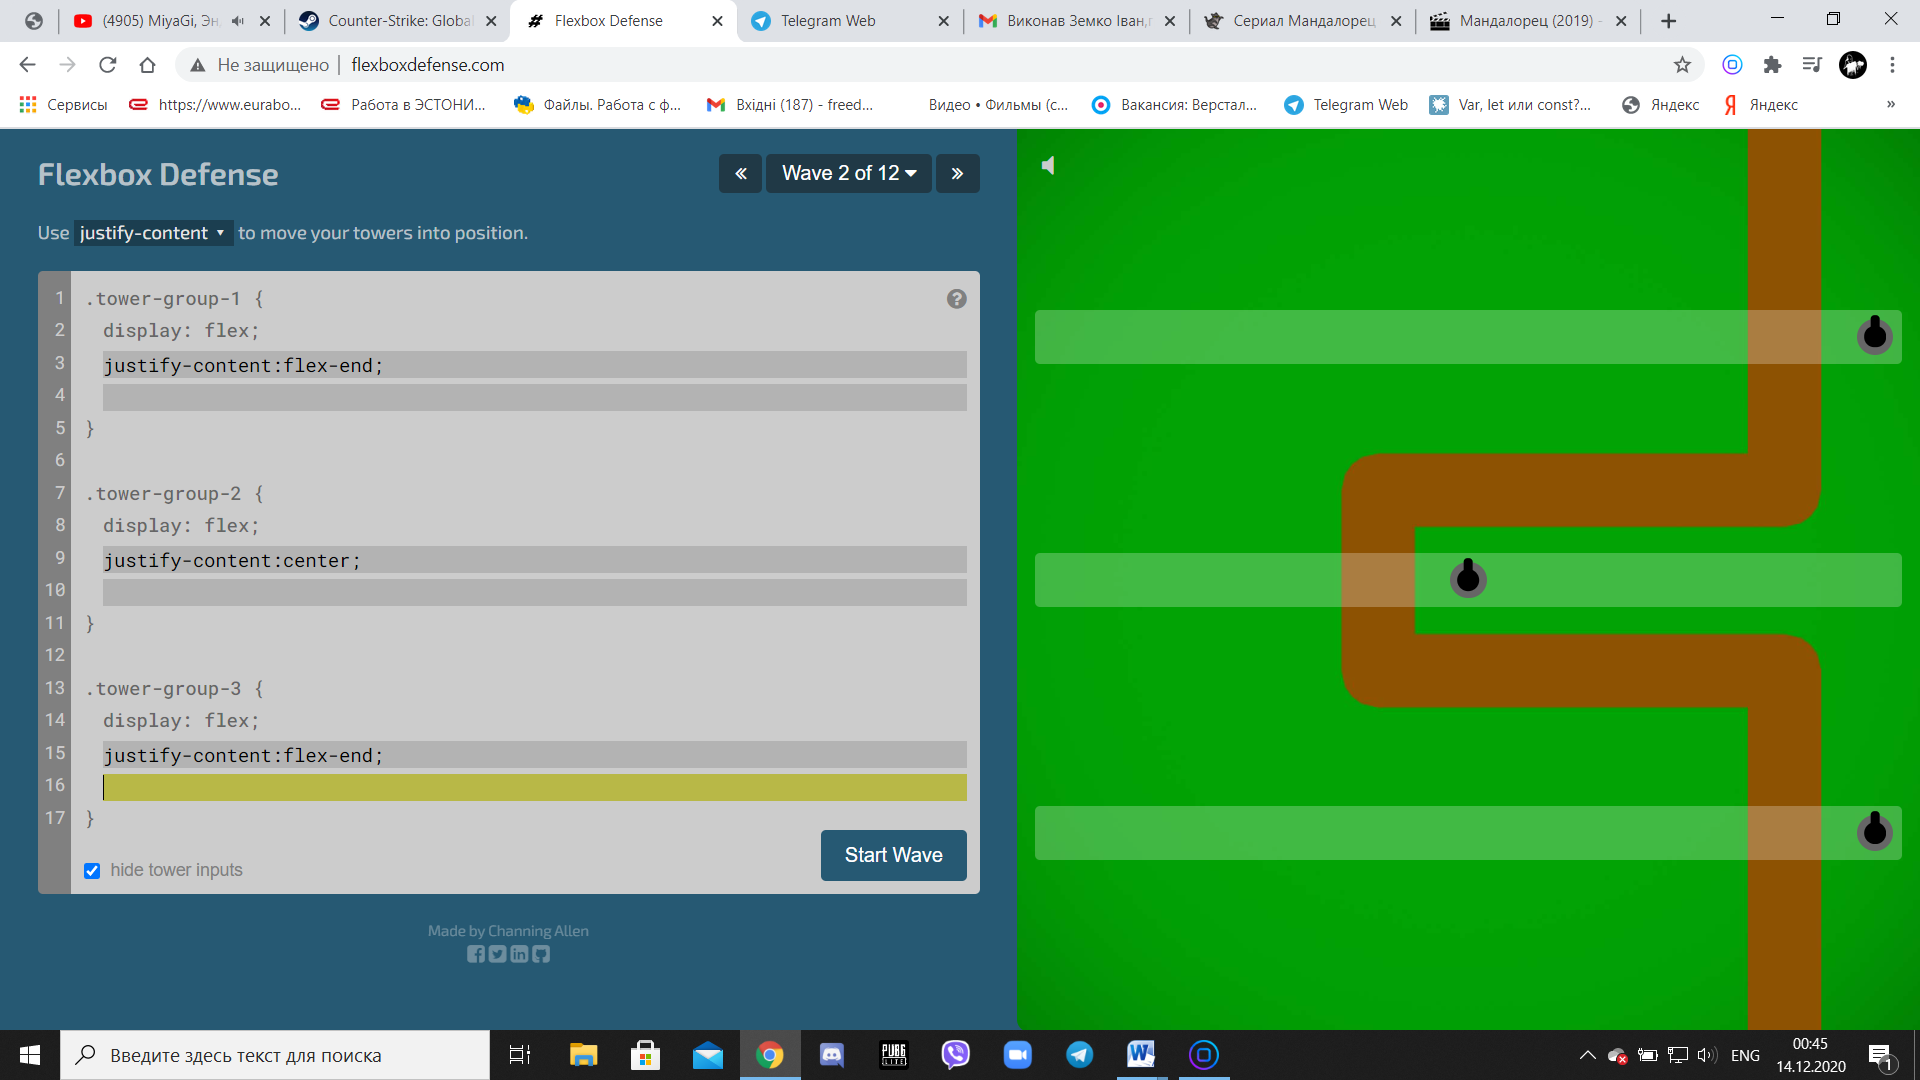 (4905) MiyaGi, Эн
Counter-Strike: Global
Flexbox Defense
Telegram Web
Виконав Земко Іван,г
Сериал Мандалорец
Мандалорец (2019) -
Не защищено
flexboxdefense.com
Сервисы
https://www.eurabo...
Работа в ЭСТОНИ...
Файлы. Работа с ф...
Вхідні (187) - freed...
Видео • Фильмы (с...
Вакансия: Верстал...
Telegram Web
Var, let или const?...
Яндекс
Я
Яндекс
»
Flexbox Defense
«
Wave 2 of 12
»
Use justify-content to move your towers into position.
1 .tower-group-1 {
?
2 display: flex;
3 justify-content:flex-end;
4
5 }
6
7 .tower-group-2 {
8 display: flex;
9 justify-content:center;
10
11 }
12
13 .tower-group-3 {
14 display: flex;
15 justify-content:flex-end;
16
17 }
hide tower inputs
Start Wave
Made by Channing Allen
Введите здесь текст для поиска
PUBG
LITE
W
ENG
00:45
14.12.2020
1